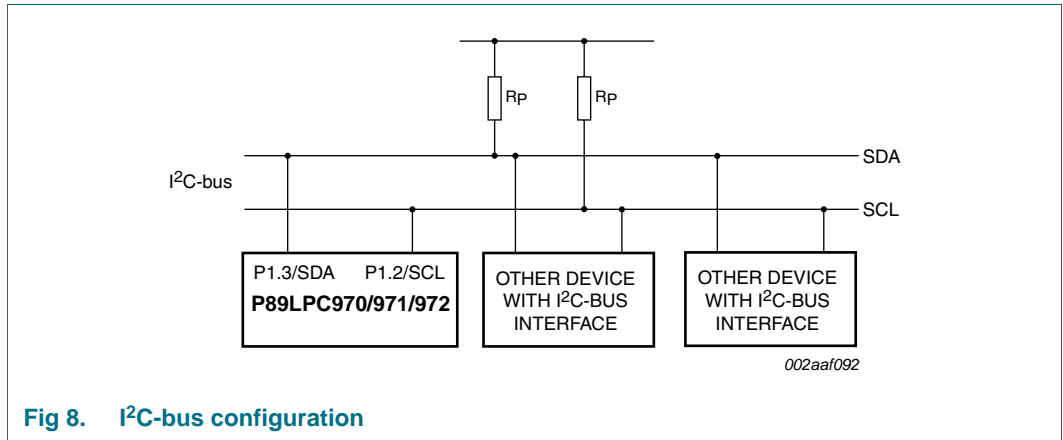 RP RP
SDA
I2C-bus
SCL
P1.3/SDA P1.2/SCL
P89LPC970/971/972
OTHER DEVICE
WITH I2C-BUS
INTERFACE
OTHER DEVICE
WITH I2C-BUS
INTERFACE
002aaf092
Fig 8. I2C-bus configuration